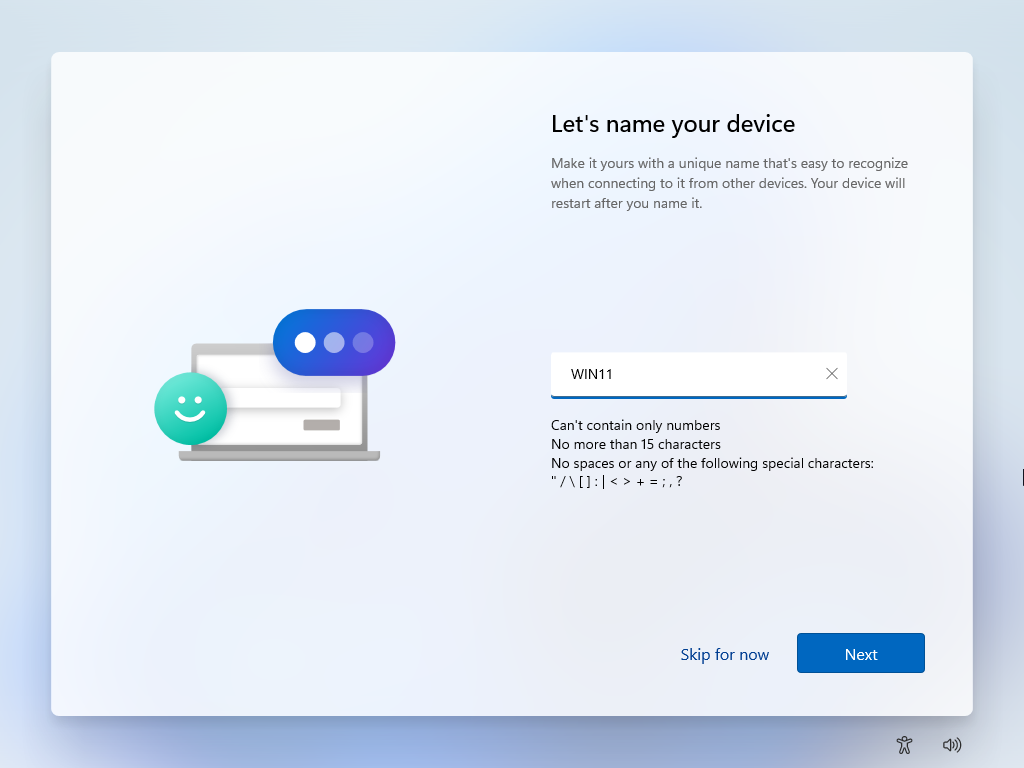 Let's name your device
Make it yours with a unique name that's easy to recognize
when connecting to it from other devices. Your device will
restart after you name it.
WIN11
Can't contain only numbers
No more than 15 characters
No spaces or any of the following special characters:
" / \ [ ] : | < > + = ; , ?
Skip for now
Next